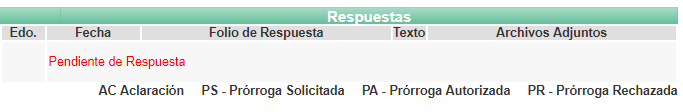 Respuestas
Edo. Fecha Folio de Respuesta Texto Archivos Adjuntos
Pendiente de Respuesta
AC Aclaración PS - Prórroga Solicitada PA - Prórroga Autorizada PR - Prórroga Rechazada